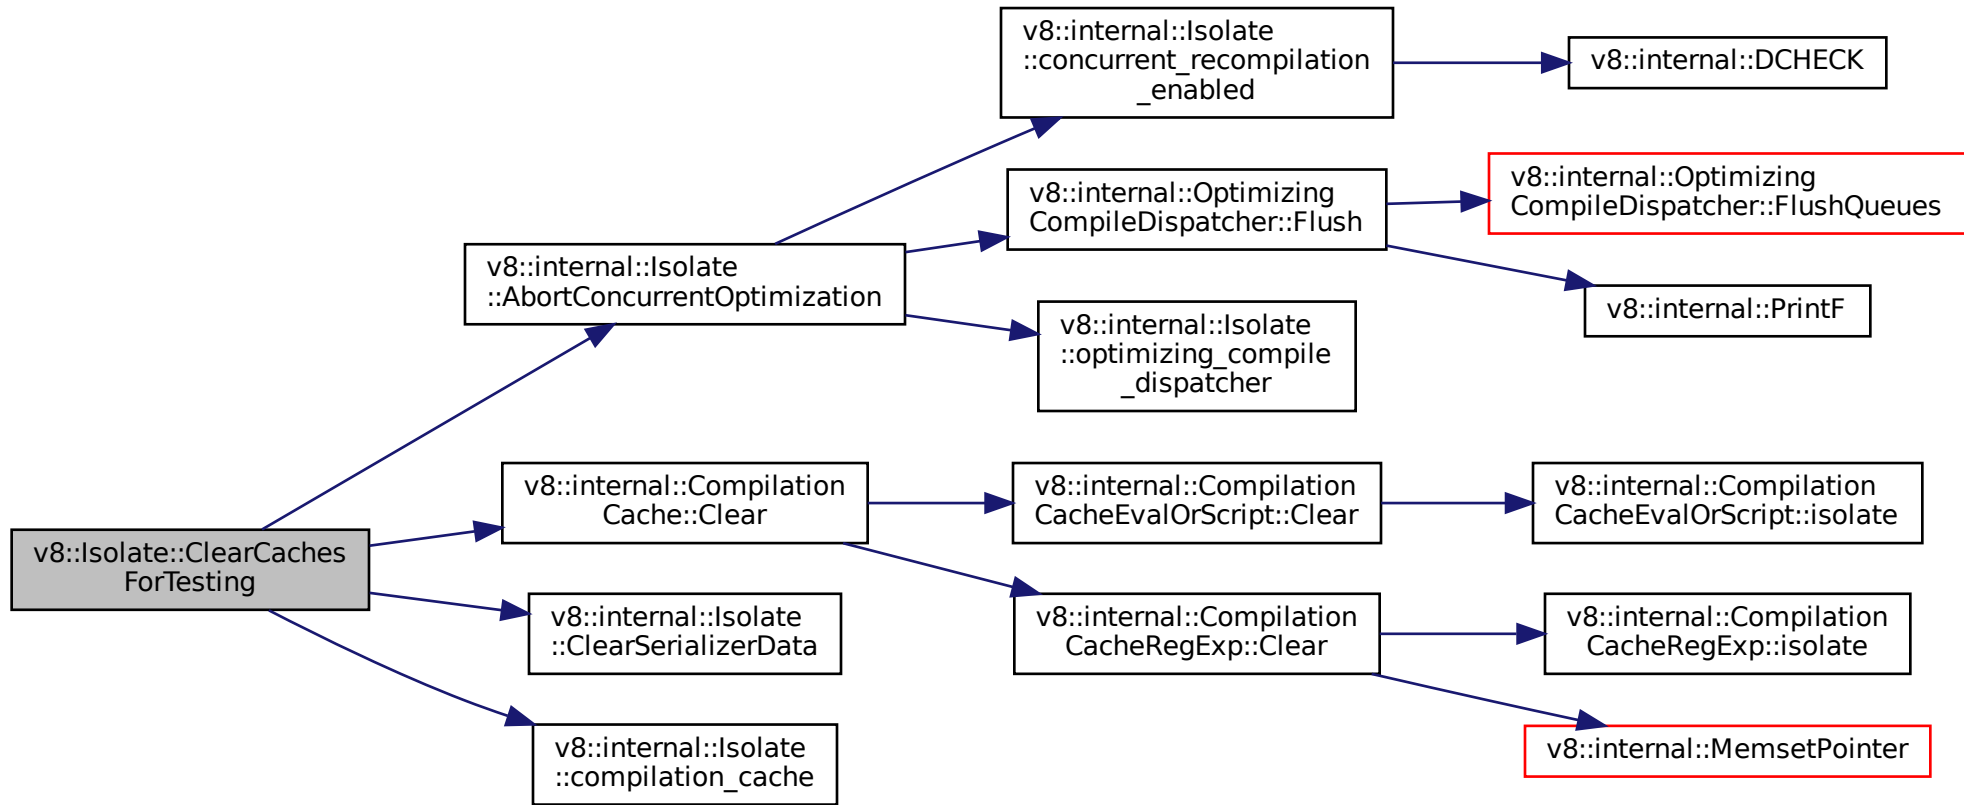 v8::Isolate::ClearCaches
ForTesting
v8::internal::Isolate
::AbortConcurrentOptimization
v8::internal::Isolate
::concurrent_recompilation
_enabled
v8::internal::DCHECK
v8::internal::Optimizing
CompileDispatcher::Flush
v8::internal::Optimizing
CompileDispatcher::FlushQueues
v8::internal::PrintF
v8::internal::Isolate
::optimizing_compile
_dispatcher
v8::internal::Compilation
Cache::Clear
v8::internal::Compilation
CacheEvalOrScript::Clear
v8::internal::Compilation
CacheEvalOrScript::isolate
v8::internal::Compilation
CacheRegExp::Clear
v8::internal::Compilation
CacheRegExp::isolate
v8::internal::MemsetPointer
v8::internal::Isolate
::ClearSerializerData
v8::internal::Isolate
::compilation_cache